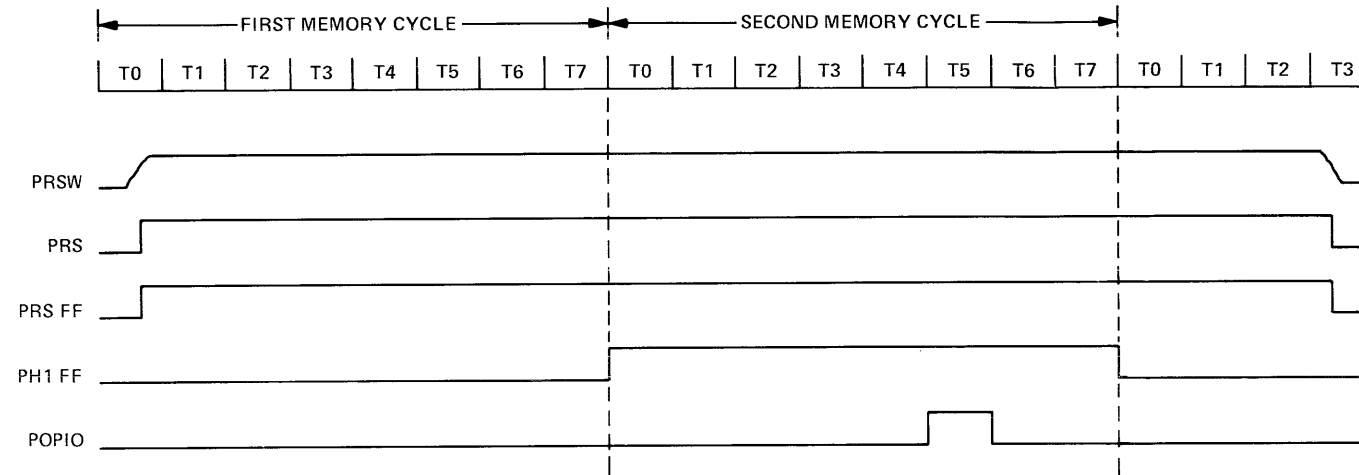 FIRST MEMORY CYCLE SECOND MEMORY CYCLE
T0 T1 T2 T3 T4 T5 T6 T7 T0 T1 T2 T3 T4 T5 T6 T7 T0 T1 T2 T3
PRSW
PRS
PRS FF
PH1 FF
POPIO